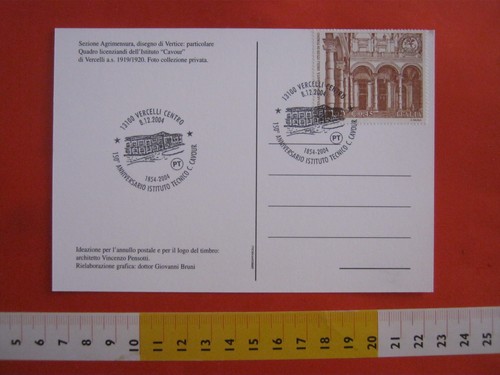 Sezione Agrimensura, disegno di Vertice: particolare
Quadro licenziandi dell'Istituto "Cavour"
di Vercelli a.s. 1919/1920. Foto collezione privata.
13100 VERCELLI CENTRO
8.12.2004
PT
1854-2004
150° ANNIVERSARIO ISTITUTO TECNICO C. CAVOUR
13100 VERCELLI CENTRO
8.12.2004
PT
1854-2004
150° ANNIVERSARIO ISTITUTO TECNICO C. CAVOUR
Ideazione per l'annullo postale e per il logo del timbro:
architetto Vincenzo Pensotti.
Rielaborazione grafica: dottor Giovanni Bruni
5 6 7 8 9 10 11 12 13 14 15 16 17 18 19 20 21 22 23 24 25